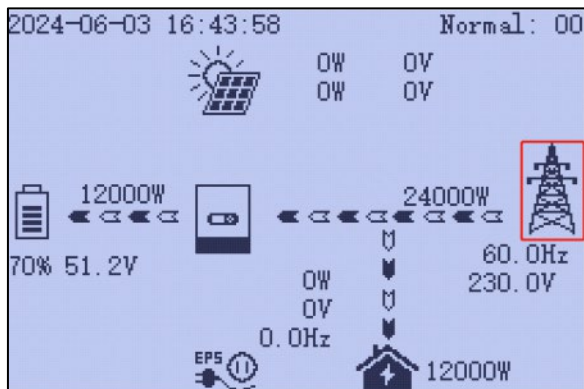 2024-06-03 16:43:58 Normal: 00
0W 0V
0W 0V
12000W 24000W
70% 51.2V
60.0Hz
230.0V
0W
0V
0.0Hz
EPS
12000W